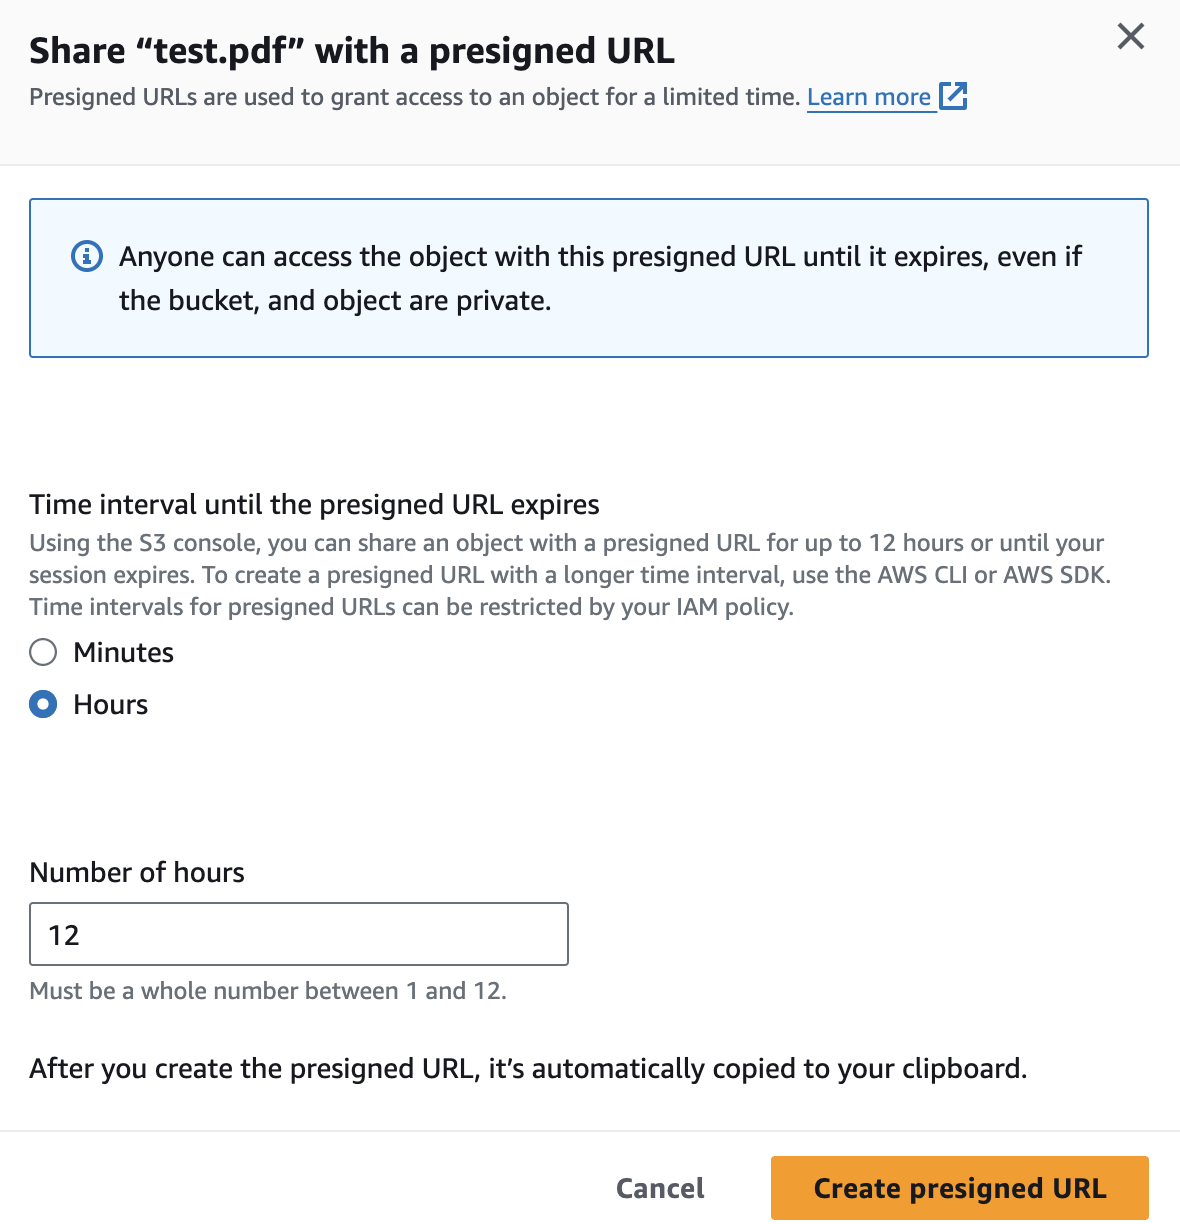 Share “test.pdf” with a presigned URL
Presigned URLs are used to grant access to an object for a limited time. Learn more
Anyone can access the object with this presigned URL until it expires, even if
the bucket, and object are private.
Time interval until the presigned URL expires
Using the S3 console, you can share an object with a presigned URL for up to 12 hours or until your
session expires. To create a presigned URL with a longer time interval, use the AWS CLI or AWS SDK.
Time intervals for presigned URLs can be restricted by your IAM policy.
Minutes
Hours
Number of hours
12
Must be a whole number between 1 and 12.
After you create the presigned URL, it’s automatically copied to your clipboard.
Cancel
Create presigned URL